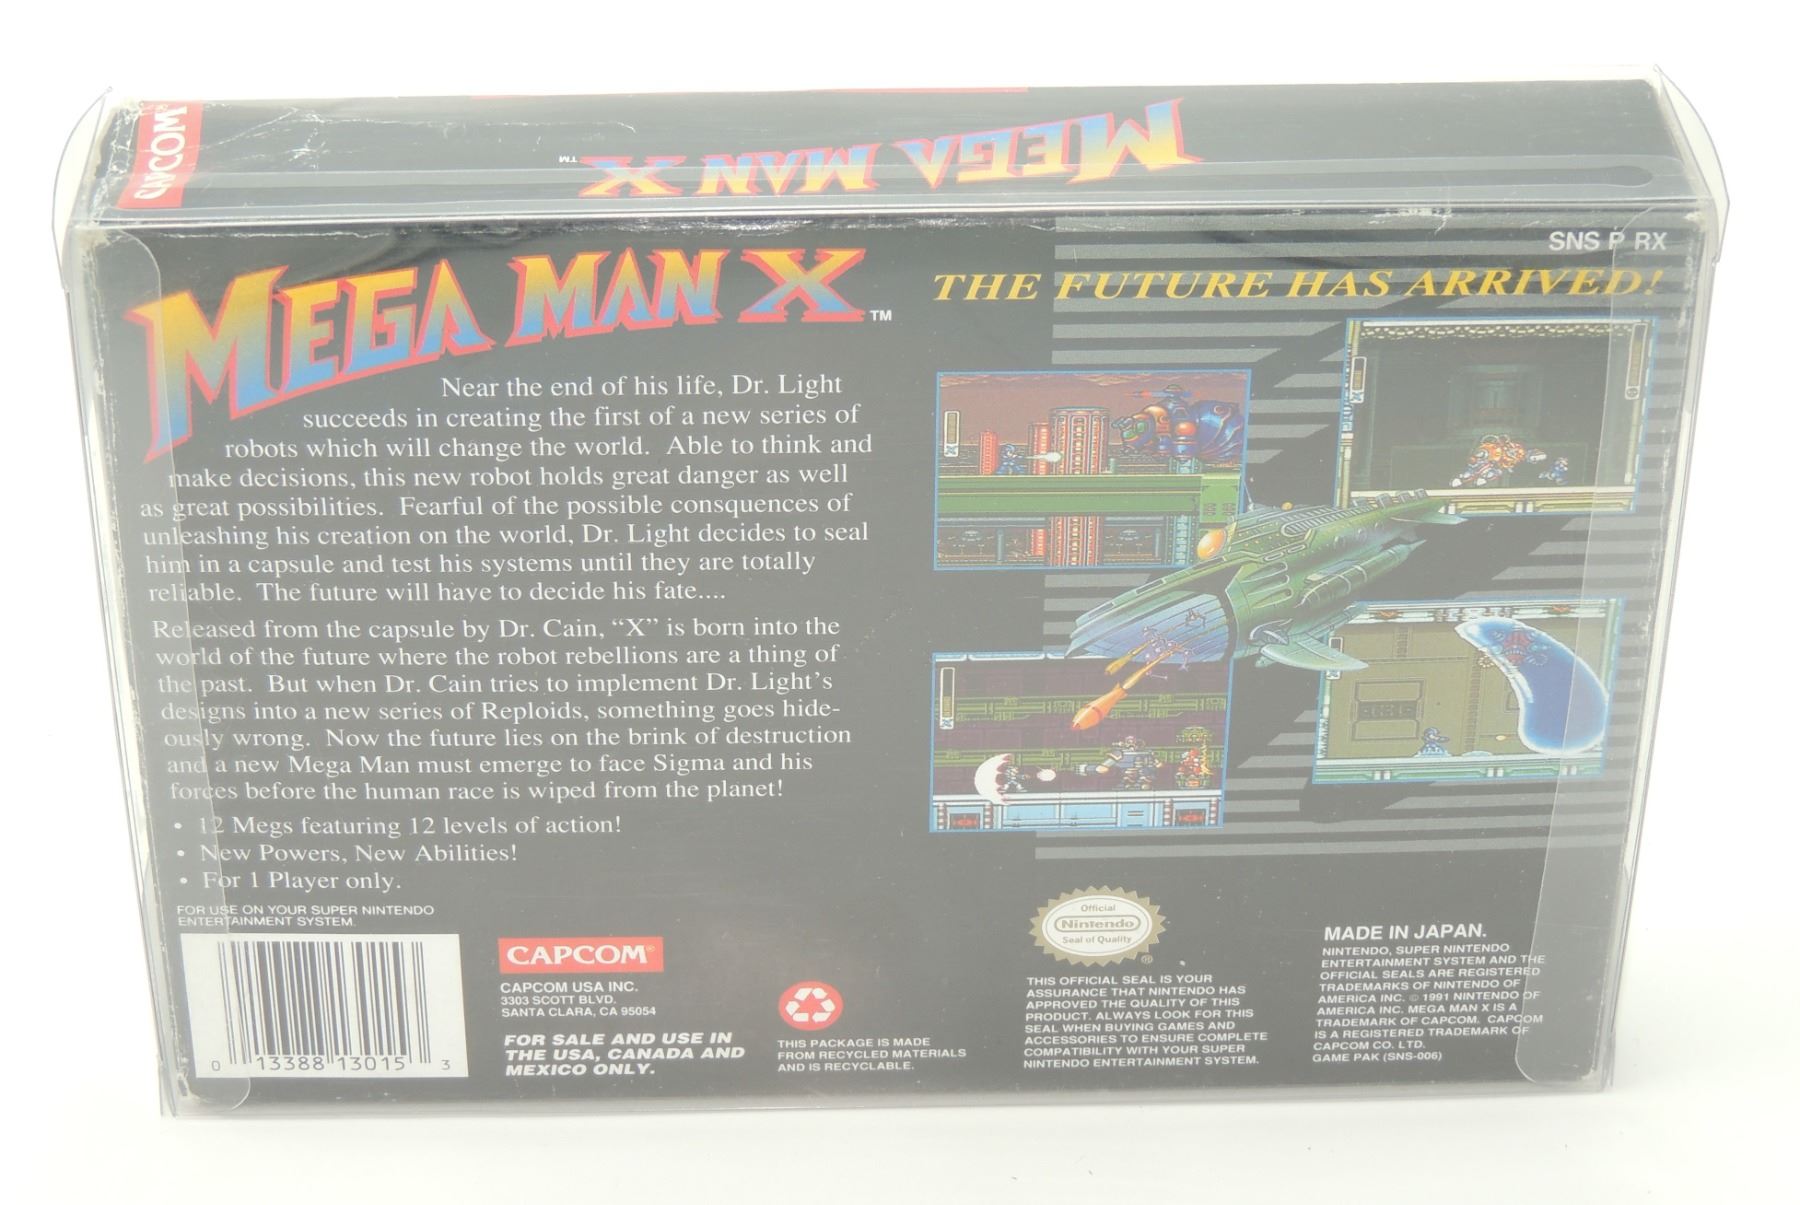 CAPCOM®
MEGA MAN X™
SNS P RX
MEGA MAN X™
THE FUTURE HAS ARRIVED!
Near the end of his life, Dr. Light
succeeds in creating the first of a new series of
robots which will change the world. Able to think and
make decisions, this new robot holds great danger as well
as great possibilities. Fearful of the possible consquences of
unleashing his creation on the world, Dr. Light decides to seal
him in a capsule and test his systems until they are totally
reliable. The future will have to decide his fate....
Released from the capsule by Dr. Cain, “X” is born into the
world of the future where the robot rebellions are a thing of
the past. But when Dr. Cain tries to implement Dr. Light's
designs into a new series of Reploids, something goes hide-
ously wrong. Now the future lies on the brink of destruction
and a new Mega Man must emerge to face Sigma and his
forces before the human race is wiped from the planet!
• 12 Megs featuring 12 levels of action!
• New Powers, New Abilities!
• For 1 Player only.
FOR USE ON YOUR SUPER NINTENDO
ENTERTAINMENT SYSTEM.
0 13388 13015 3
CAPCOM®
CAPCOM USA INC.
3303 SCOTT BLVD.
SANTA CLARA, CA 95054
FOR SALE AND USE IN
THE USA, CANADA AND
MEXICO ONLY.
THIS PACKAGE IS MADE
FROM RECYCLED MATERIALS
AND IS RECYCLABLE.
Official
Nintendo
Seal of Quality
®
THIS OFFICIAL SEAL IS YOUR
ASSURANCE THAT NINTENDO HAS
APPROVED THE QUALITY OF THIS
PRODUCT. ALWAYS LOOK FOR THIS
SEAL WHEN BUYING GAMES AND
ACCESSORIES TO ENSURE COMPLETE
COMPATIBILITY WITH YOUR SUPER
NINTENDO ENTERTAINMENT SYSTEM.
MADE IN JAPAN.
NINTENDO, SUPER NINTENDO
ENTERTAINMENT SYSTEM AND THE
OFFICIAL SEALS ARE REGISTERED
TRADEMARKS OF NINTENDO OF
AMERICA INC. © 1991 NINTENDO OF
AMERICA INC. MEGA MAN X IS A
TRADEMARK OF CAPCOM. CAPCOM
IS A REGISTERED TRADEMARK OF
CAPCOM CO. LTD.
GAME PAK (SNS-006)